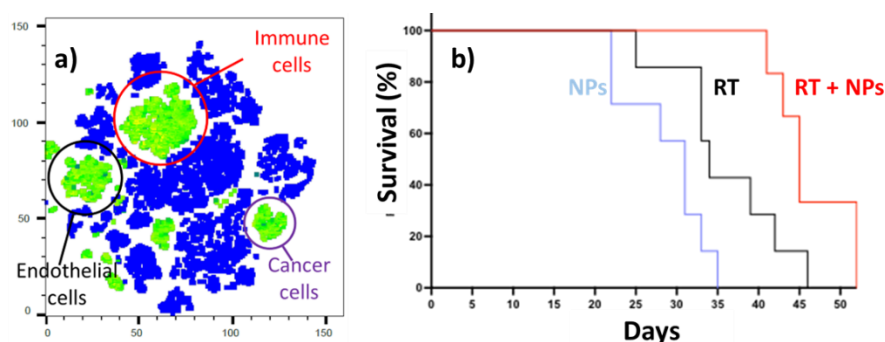 a)
Immune
cells
Endothelial
cells
Cancer
cells
150
100
50
0
0
50
100
150
b)
NPs
RT
RT + NPs
Survival (%)
100
80
60
40
20
0
0
5
10
15
20
25
30
35
40
45
50
Days